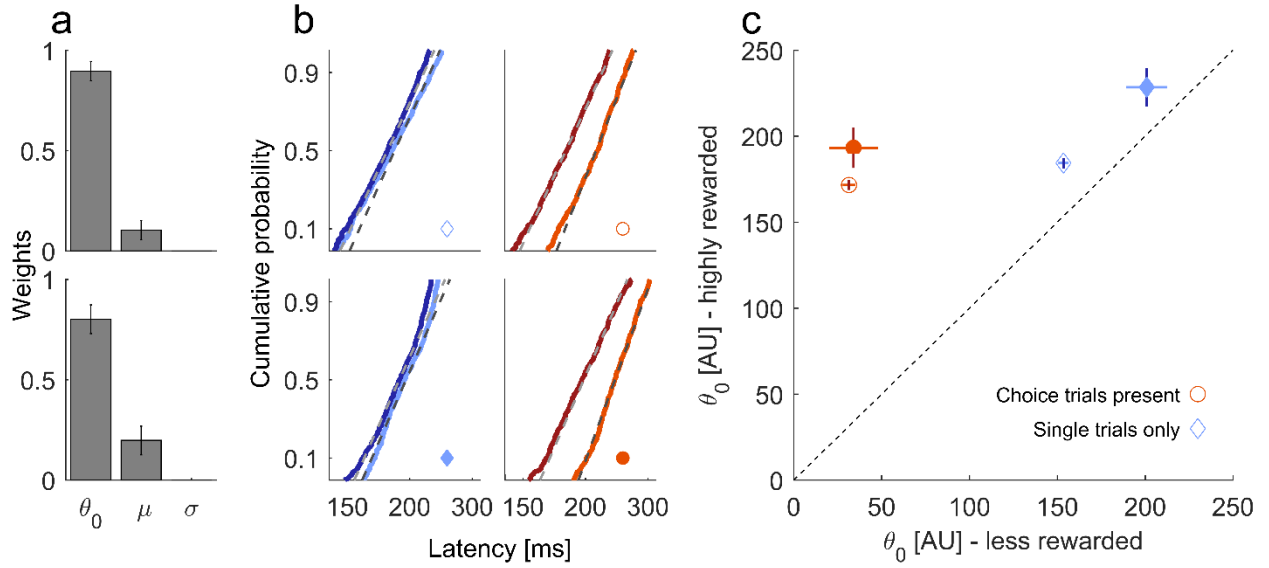 a
b
c
Weights
1
0.5
0
1
0.5
0
θ0 μ σ
Cumulative probability
0.9
0.5
0.1
0.9
0.5
0.1
150 200 300
150 200 300
Latency [ms]
θ0 [AU] - highly rewarded
250
200
150
100
50
0
Choice trials present
Single trials only
0 50 100 150 200 250
θ0 [AU] - less rewarded